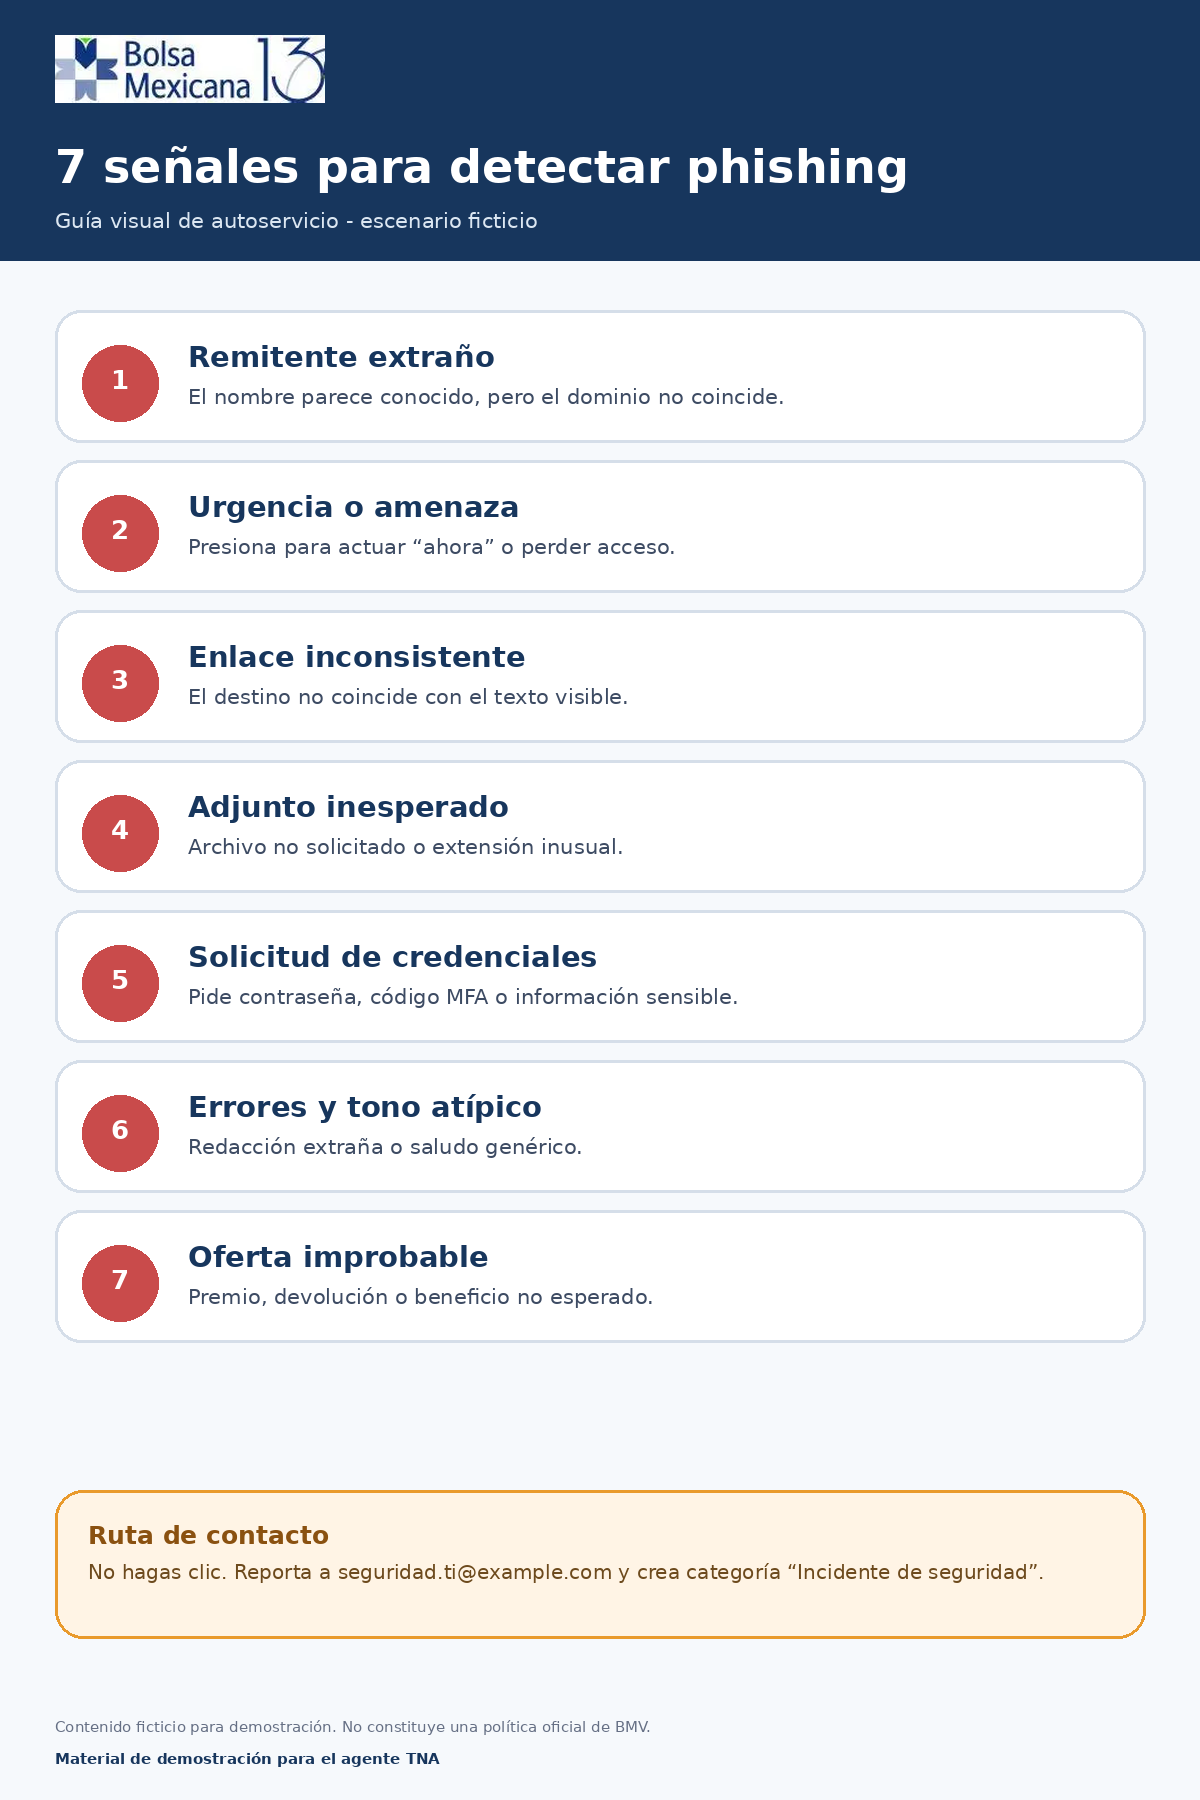 Bolsa
Mexicana
13
7 señales para detectar phishing
Guía visual de autoservicio - escenario ficticio
1
Remitente extraño
El nombre parece conocido, pero el dominio no coincide.
2
Urgencia o amenaza
Presiona para actuar “ahora” o perder acceso.
3
Enlace inconsistente
El destino no coincide con el texto visible.
4
Adjunto inesperado
Archivo no solicitado o extensión inusual.
5
Solicitud de credenciales
Pide contraseña, código MFA o información sensible.
6
Errores y tono atípico
Redacción extraña o saludo genérico.
7
Oferta improbable
Premio, devolución o beneficio no esperado.
Ruta de contacto
No hagas clic. Reporta a seguridad.ti@example.com y crea categoría “Incidente de seguridad”.
Contenido ficticio para demostración. No constituye una política oficial de BMV.
Material de demostración para el agente TNA